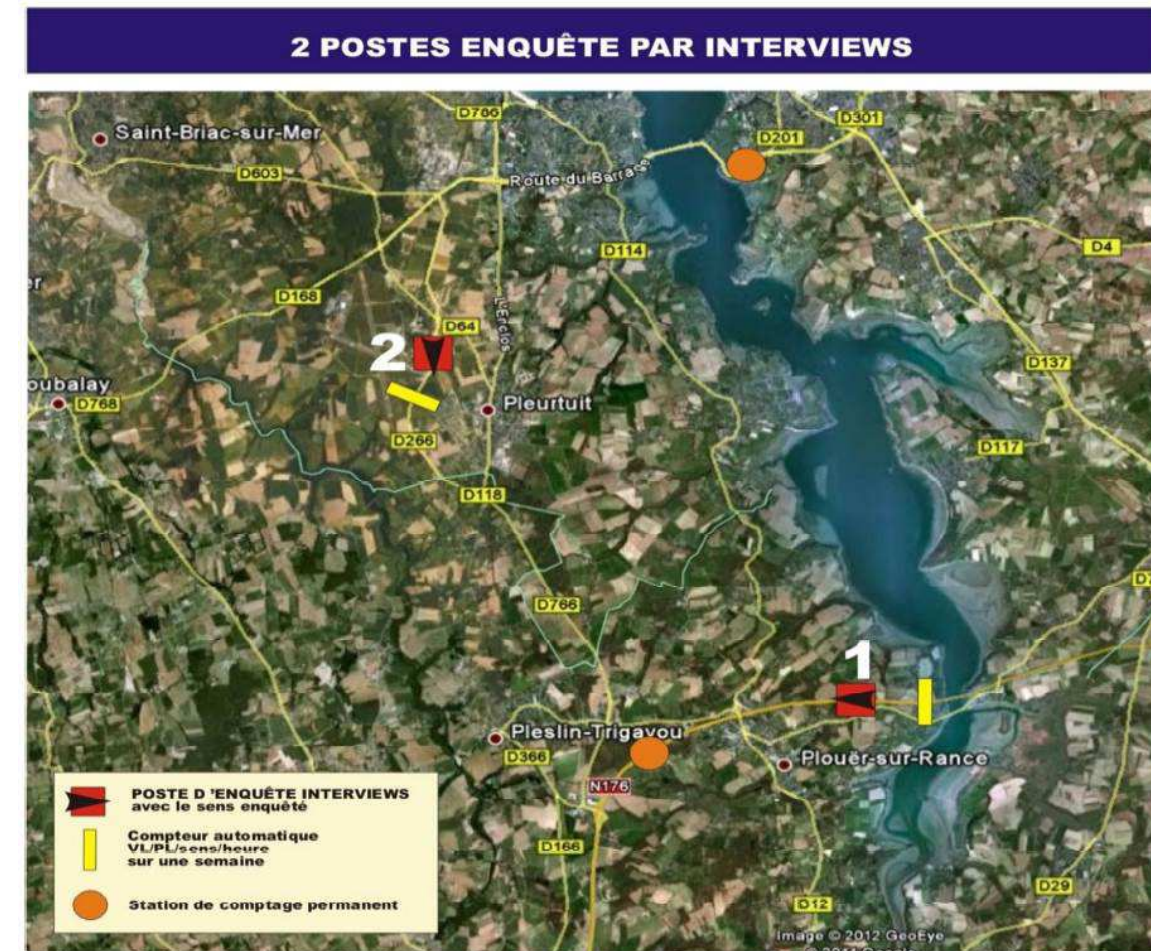 2 POSTES ENQUÊTE PAR INTERVIEWS
D786
D301
D201
Saint-Briac-sur-Mer
D603
Route du Barrage
D114
D4
D168
L'Erclos
D64
2
D137
oubalay
D768
Pleurtuit
D266
D117
D118
D766
1
Pleslin-Trigavou
D366
Plouër-sur-Rance
N176
POSTE D'ENQUÊTE INTERVIEWS
avec le sens enquêté
Compteur automatique
VL/PL/sens/heure
sur une semaine
D166
Station de comptage permanent
D29
D12
Image © 2012 GeoEye